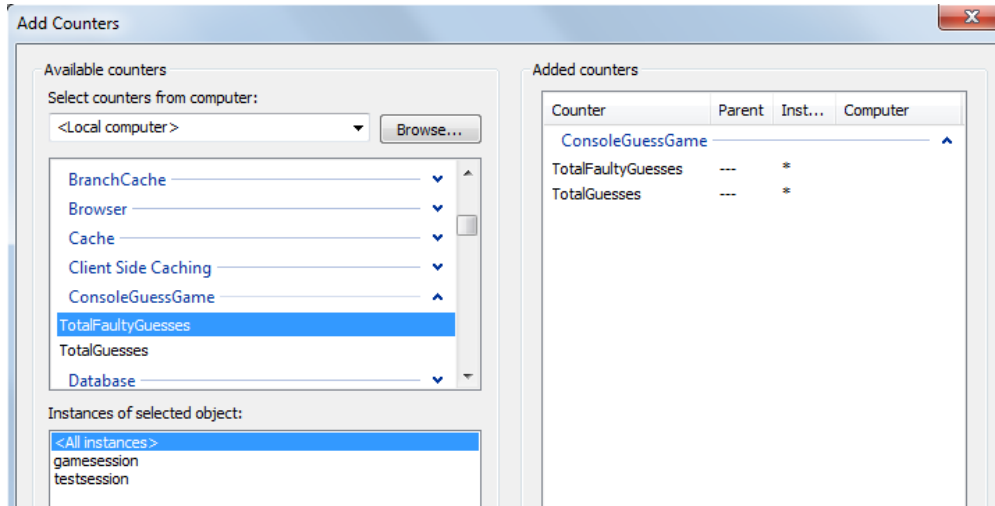 Add Counters
Available counters
Select counters from computer:
<Local computer>
Browse...
BranchCache
Browser
Cache
Client Side Caching
ConsoleGuessGame
TotalFaultyGuesses
TotalGuesses
Database
Instances of selected object:
<All instances>
gamesession
testsession
Added counters
Counter Parent Inst... Computer
ConsoleGuessGame
TotalFaultyGuesses --- *
TotalGuesses --- *